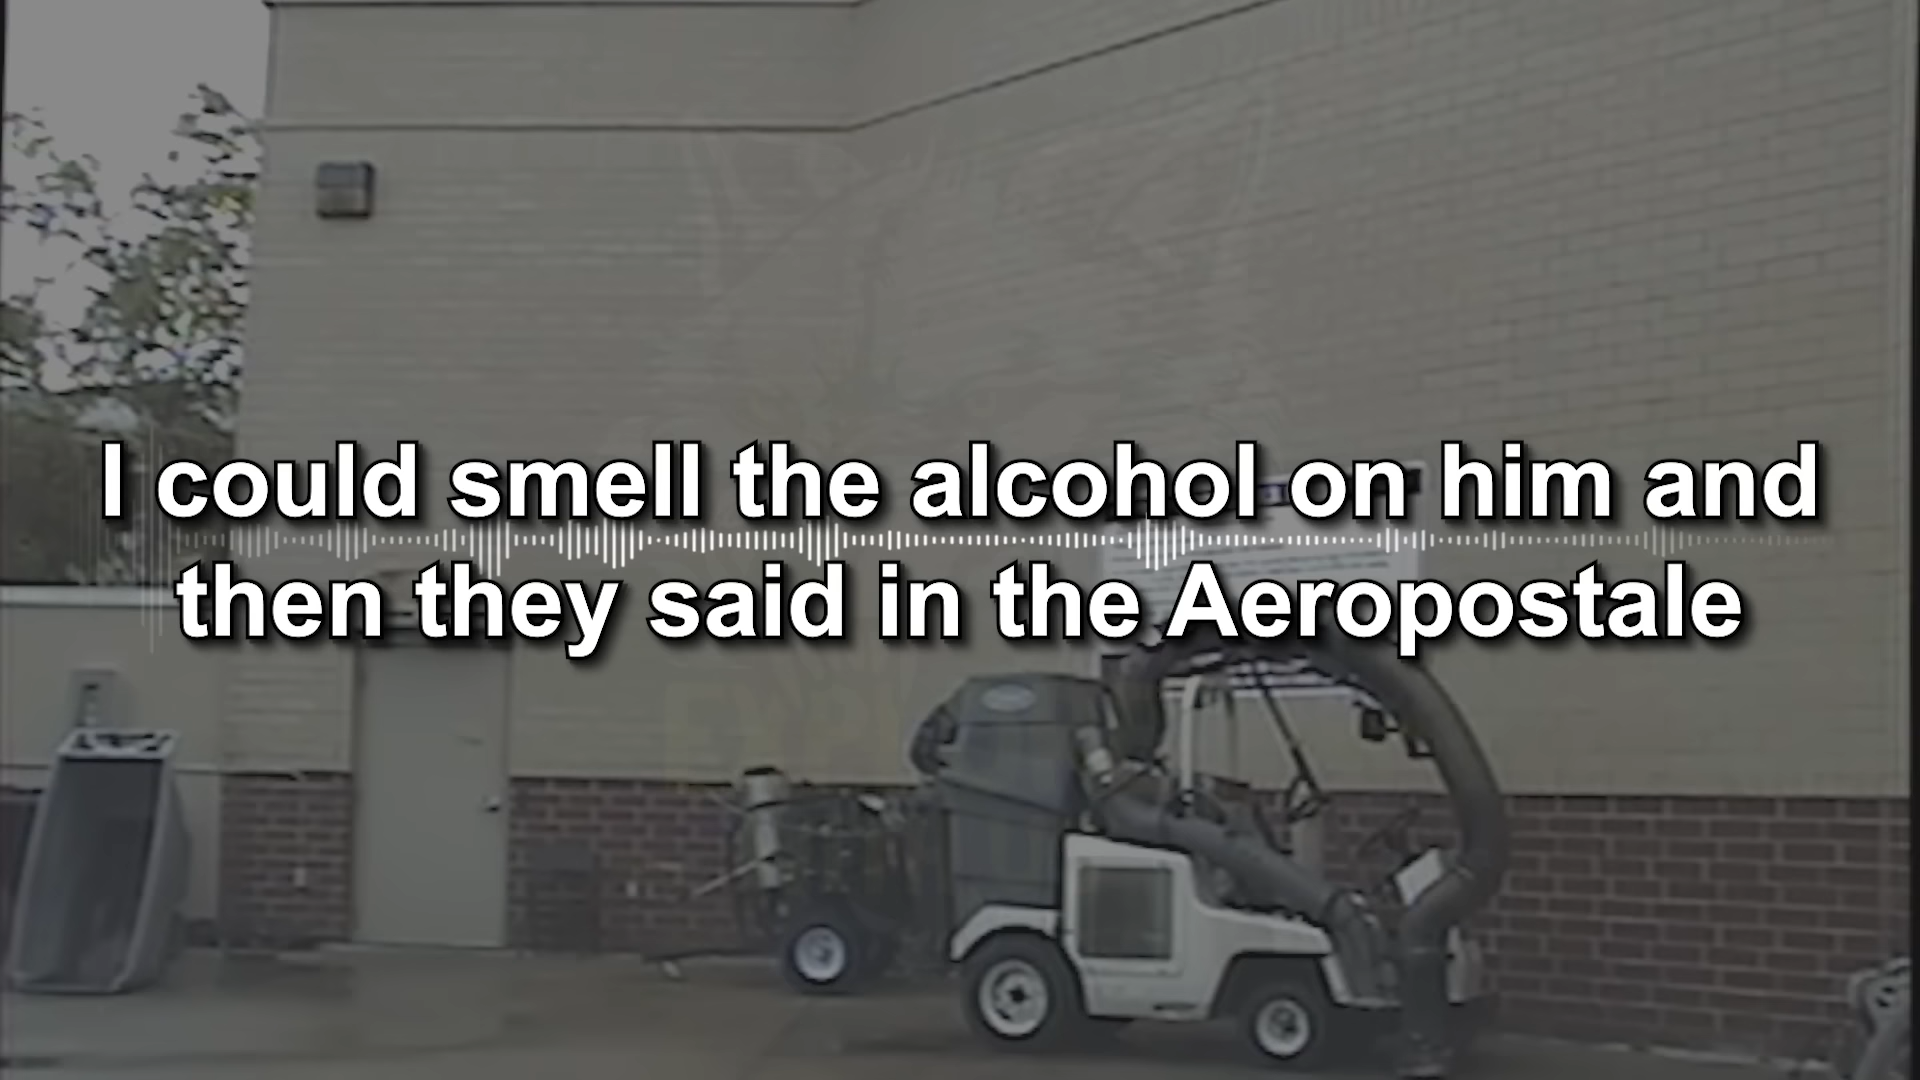 I could smell the alcohol on him and
then they said in the Aeropostale